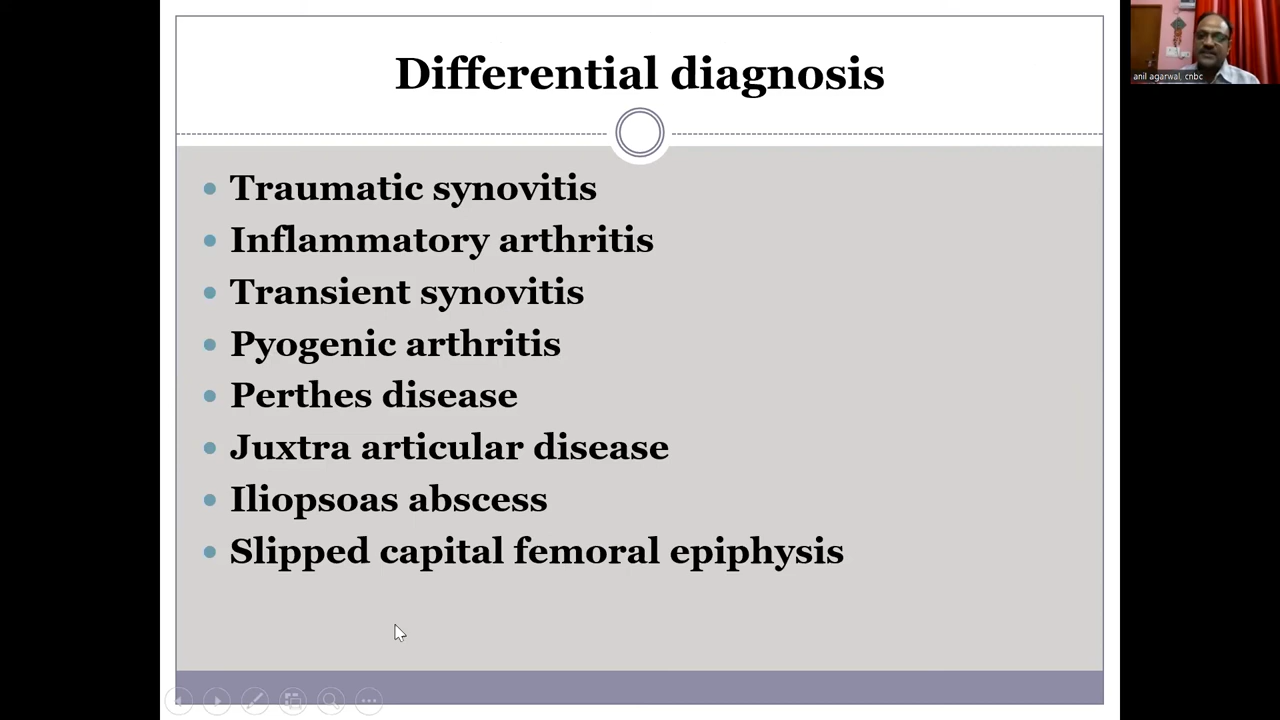 Differential diagnosis
Traumatic synovitis
Inflammatory arthritis
Transient synovitis
Pyogenic arthritis
Perthes disease
Juxtra articular disease
Iliopsoas abscess
Slipped capital femoral epiphysis
anil agarwal, cnbc